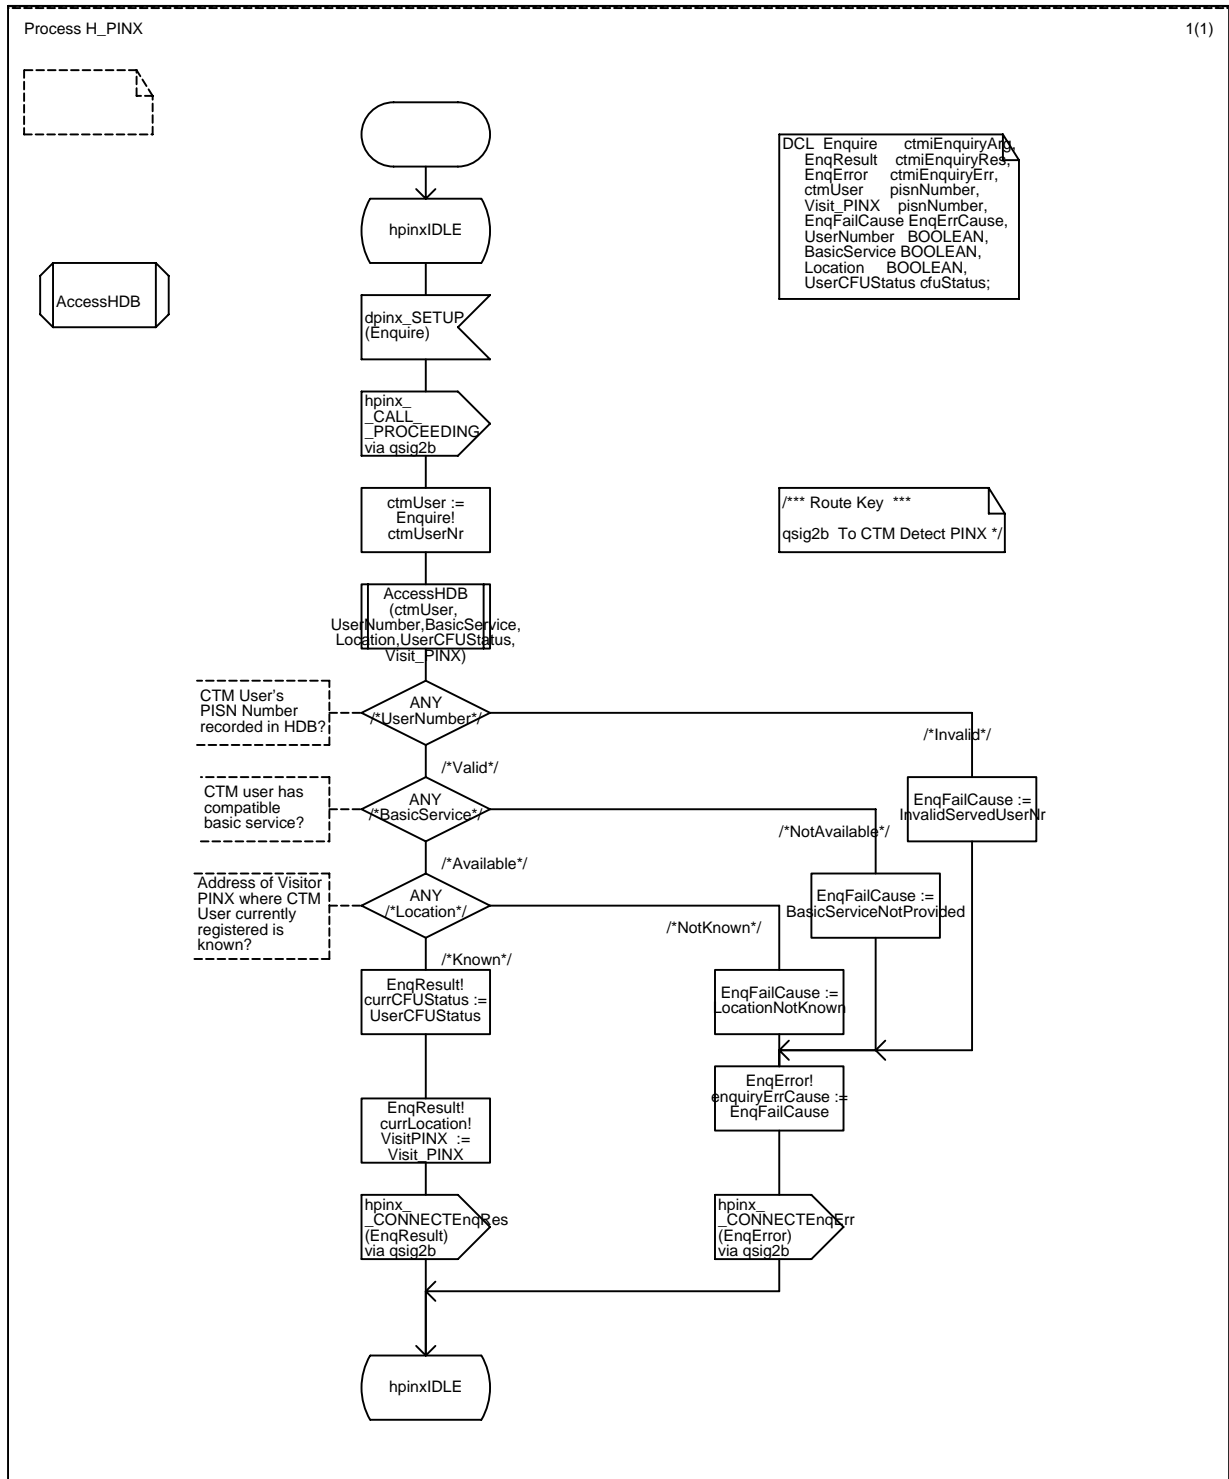 Process H_PINX
1(1)
DCL Enquire ctmiEnquiryArg,
EnqResult ctmiEnquiryRes,
EnqError ctmiEnquiryErr,
ctmUser pisnNumber,
Visit_PINX pisnNumber,
EnqFailCause EnqErrCause,
UserNumber BOOLEAN,
BasicService BOOLEAN,
Location BOOLEAN,
UserCFUStatus cfuStatus;
hpinxIDLE
AccessHDB
dpinx_SETUP
(Enquire)
hpinx_
_CALL_
_PROCEEDING
via qsig2b
ctmUser :=
Enquire!
ctmUserNr
/*** Route Key ***
qsig2b To CTM Detect PINX */
AccessHDB
(ctmUser,
UserNumber,BasicService,
Location,UserCFUStatus,
Visit_PINX)
CTM User's
PISN Number
recorded in HDB?
ANY
/*UserNumber*/
/*Invalid*/
/*Valid*/
CTM user has
compatible
basic service?
ANY
/*BasicService*/
EnqFailCause :=
InvalidServedUserNr
/*NotAvailable*/
/*Available*/
Address of Visitor
PINX where CTM
User currently
registered is
known?
ANY
/*Location*/
EnqFailCause :=
BasicServiceNotProvided
/*NotKnown*/
/*Known*/
EnqResult!
currCFUStatus :=
UserCFUStatus
EnqFailCause :=
LocationNotKnown
EnqError!
enquiryErrCause :=
EnqFailCause
EnqResult!
currLocation!
VisitPINX :=
Visit_PINX
hpinx_
_CONNECTEnqRes
(EnqResult)
via qsig2b
hpinx_
_CONNECTEnqErr
(EnqError)
via qsig2b
hpinxIDLE